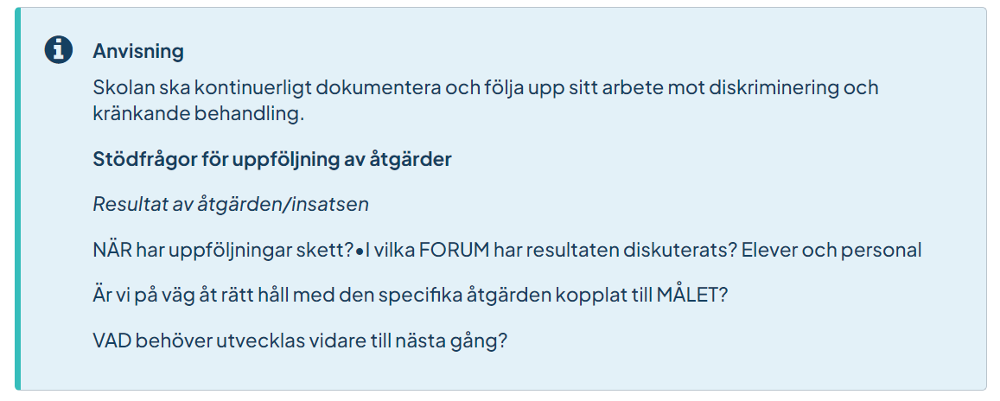 Anvisning
Skolan ska kontinuerligt dokumentera och följa upp sitt arbete mot diskriminering och
kränkande behandling.
Stödfrågor för uppföljning av åtgärder
Resultat av åtgärden/insatsen
NÄR har uppföljningar skett?•I vilka FORUM har resultaten diskuterats? Elever och personal
Är vi på väg åt rätt håll med den specifika åtgärden kopplat till MÅLET?
VAD behöver utvecklas vidare till nästa gång?